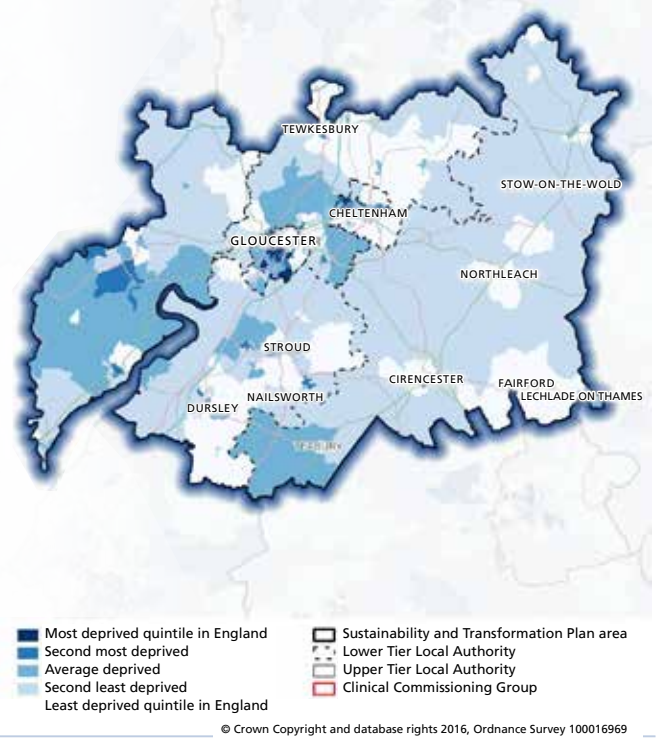 TEWKESBURY
STOW-ON-THE-WOLD
CHELTENHAM
GLOUCESTER
NORTHLEACH
STROUD
CIRENCESTER
FAIRFORD
LECHLADE ON THAMES
NAILSWORTH
DURSLEY
TETBURY
Most deprived quintile in England
Second most deprived
Average deprived
Second least deprived
Least deprived quintile in England
Sustainability and Transformation Plan area
Lower Tier Local Authority
Upper Tier Local Authority
Clinical Commissioning Group
© Crown Copyright and database rights 2016, Ordnance Survey 100016969